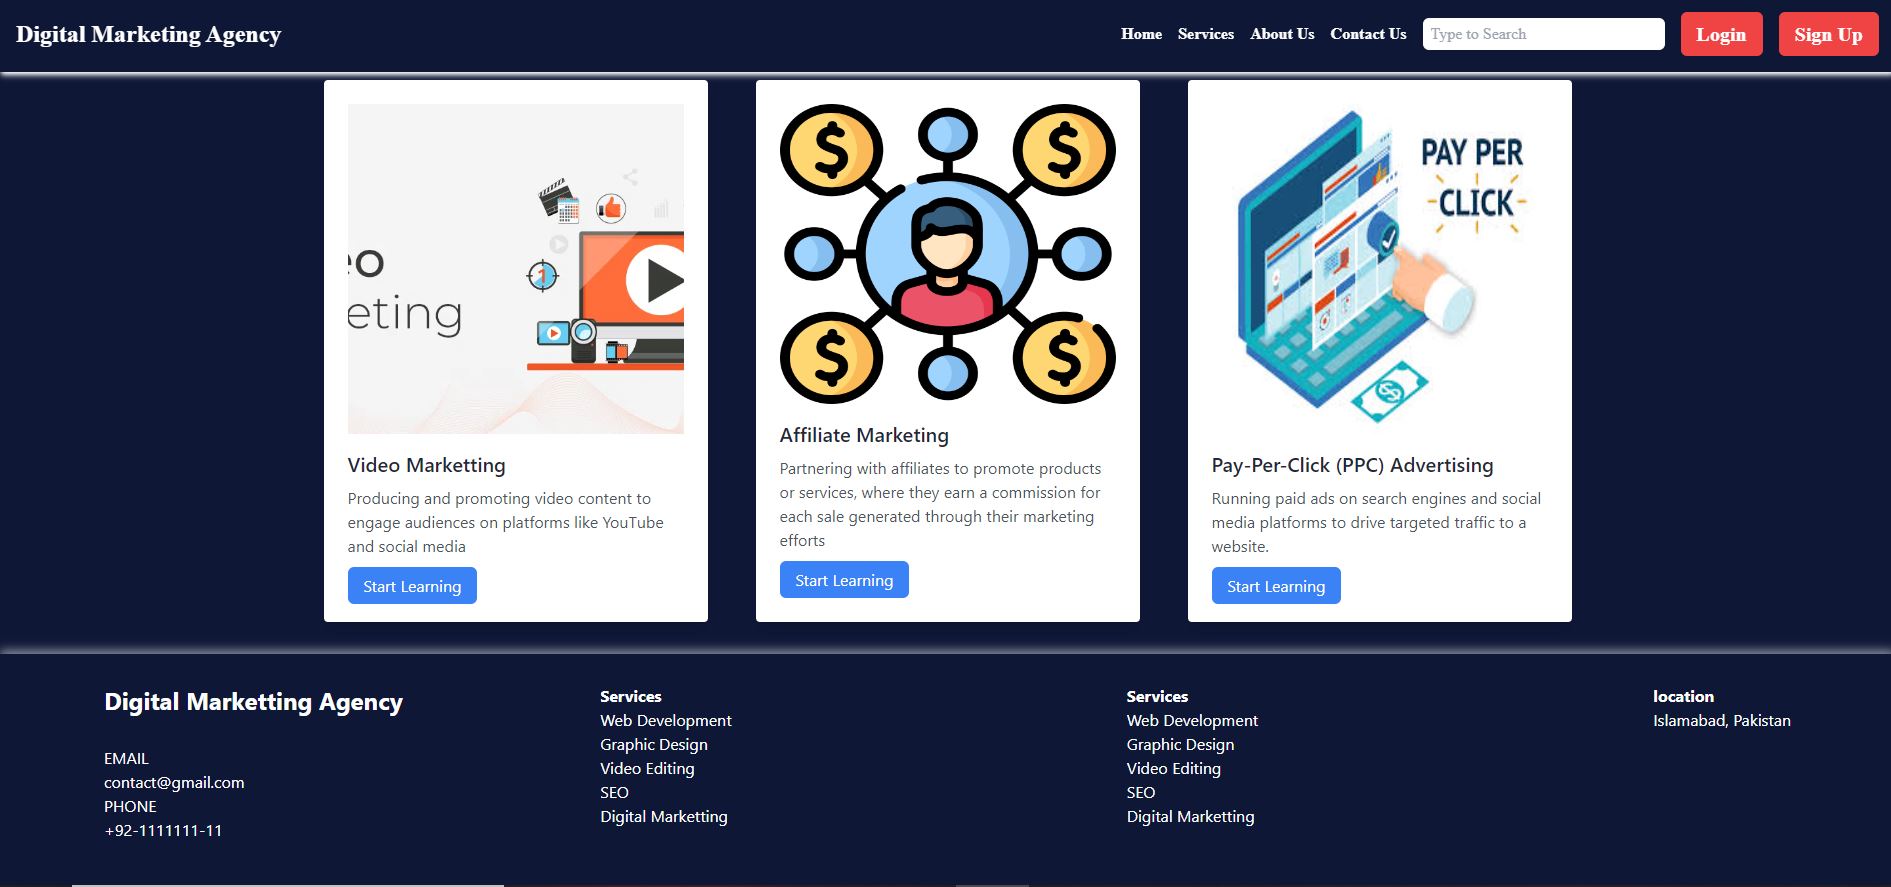 Digital Marketing Agency
Home Services About Us Contact Us Type to Search Login Sign Up
eo
eting
1
Video Marketting
Producing and promoting video content to
engage audiences on platforms like YouTube
and social media
Start Learning
$ $
$ $
Affiliate Marketing
Partnering with affiliates to promote products
or services, where they earn a commission for
each sale generated through their marketing
efforts
Start Learning
PAY PER
CLICK
$
Pay-Per-Click (PPC) Advertising
Running paid ads on search engines and social
media platforms to drive targeted traffic to a
website.
Start Learning
Digital Marketting Agency
EMAIL
contact@gmail.com
PHONE
+92-1111111-11
Services
Web Development
Graphic Design
Video Editing
SEO
Digital Marketting
Services
Web Development
Graphic Design
Video Editing
SEO
Digital Marketting
location
Islamabad, Pakistan